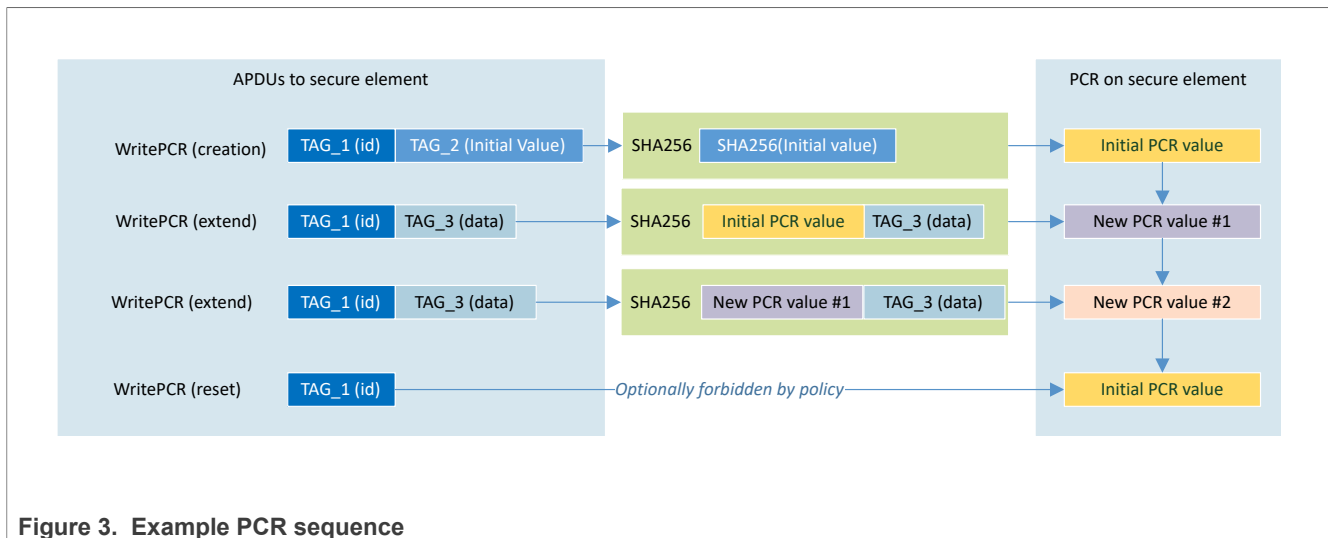 APDUs to secure element
PCR on secure element
WritePCR (creation) TAG_1 (id) TAG_2 (Initial Value) SHA256 SHA256(Initial value) Initial PCR value
WritePCR (extend) TAG_1 (id) TAG_3 (data) SHA256 Initial PCR value TAG_3 (data) New PCR value #1
WritePCR (extend) TAG_1 (id) TAG_3 (data) SHA256 New PCR value #1 TAG_3 (data) New PCR value #2
WritePCR (reset) TAG_1 (id) Optionally forbidden by policy Initial PCR value
Figure 3. Example PCR sequence